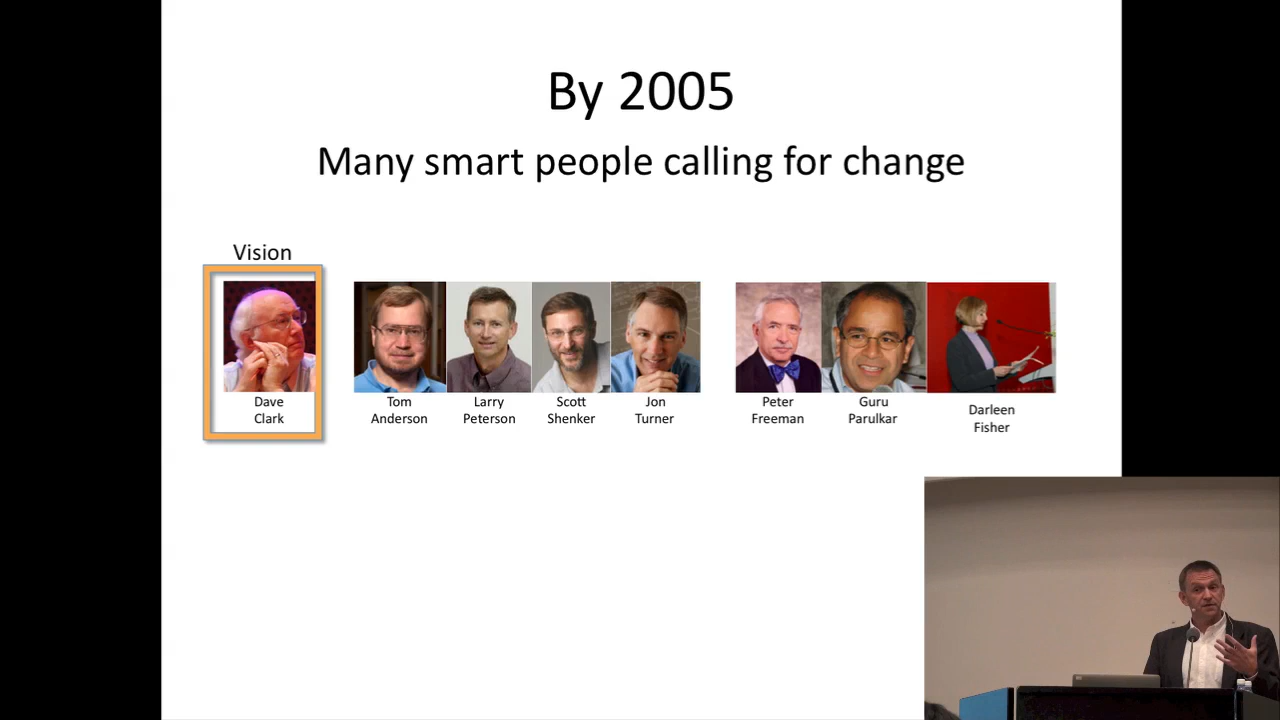 By 2005
Many smart people calling for change
Vision
Dave
Clark
Tom
Anderson
Larry
Peterson
Scott
Shenker
Jon
Turner
Peter
Freeman
Guru
Parulkar
Darleen
Fisher